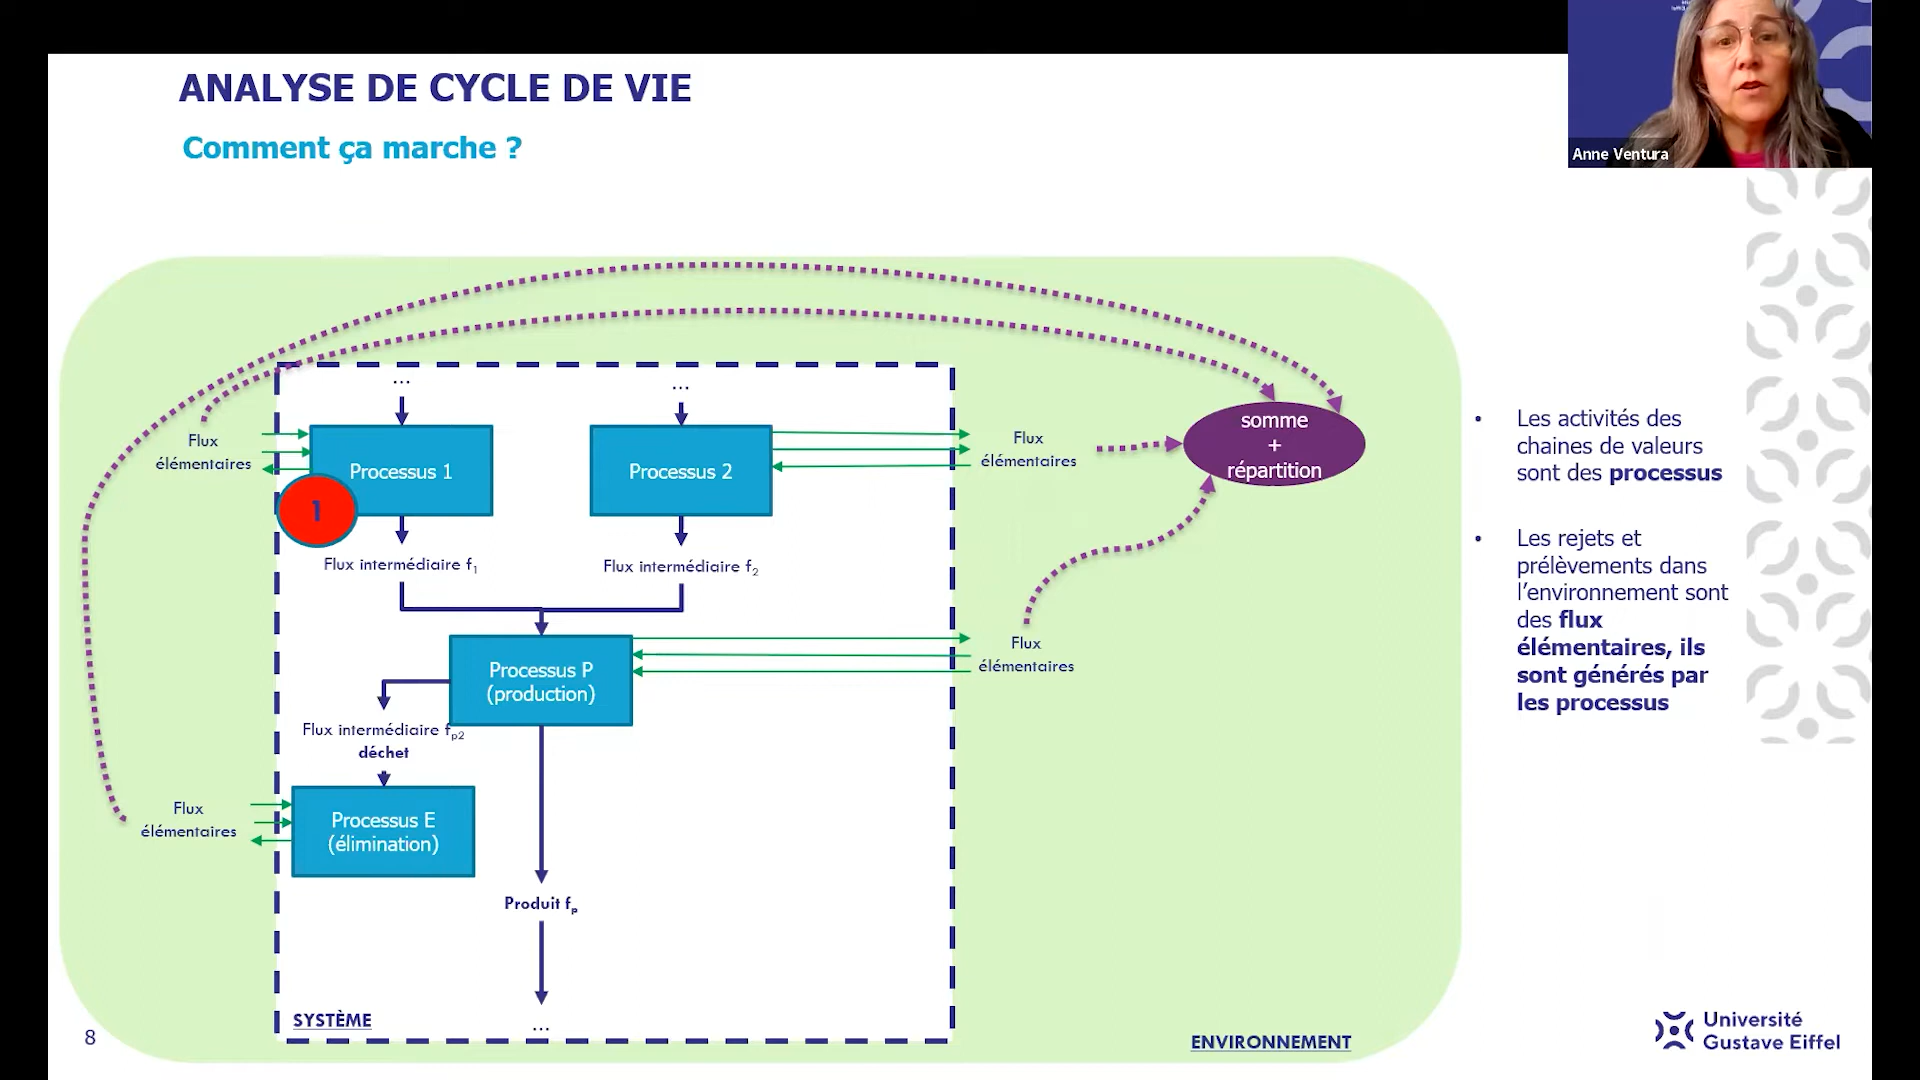 ANALYSE DE CYCLE DE VIE
Comment ça marche ?
Anne Ventura
...
...
Flux
élémentaires
Processus 1
Processus 2
Flux
élémentaires
somme
+
répartition
1
Flux intermédiaire f1
Flux intermédiaire f2
Processus P
(production)
Flux
élémentaires
Flux intermédiaire fp2
déchet
Flux
élémentaires
Processus E
(élimination)
Produit fp
...
SYSTÈME
ENVIRONNEMENT
• Les activités des
chaines de valeurs
sont des processus
• Les rejets et
prélèvements dans
l’environnement sont
des flux
élémentaires, ils
sont générés par
les processus
8
Université
Gustave Eiffel